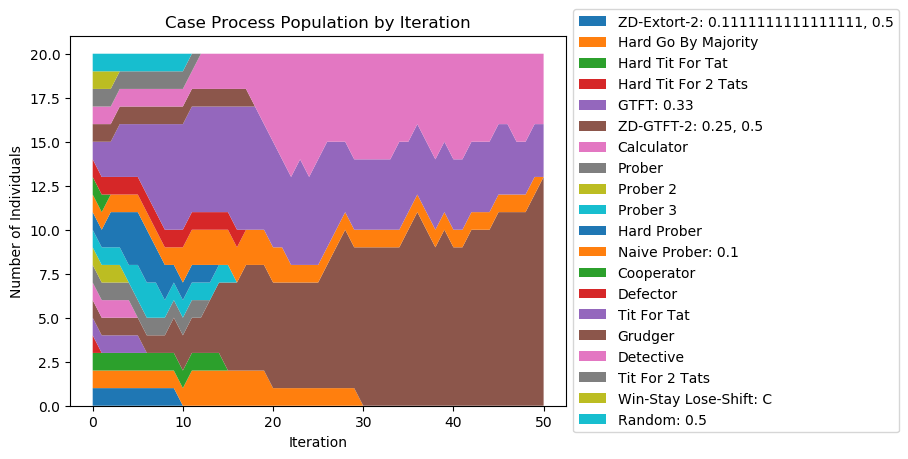 Case Process Population by Iteration
Number of Individuals
20.0
17.5
15.0
12.5
10.0
7.5
5.0
2.5
0.0
0 10 20 30 40 50
Iteration
ZD-Extort-2: 0.1111111111111111, 0.5
Hard Go By Majority
Hard Tit For Tat
Hard Tit For 2 Tats
GTFT: 0.33
ZD-GTFT-2: 0.25, 0.5
Calculator
Prober
Prober 2
Prober 3
Hard Prober
Naive Prober: 0.1
Cooperator
Defector
Tit For Tat
Grudger
Detective
Tit For 2 Tats
Win-Stay Lose-Shift: C
Random: 0.5